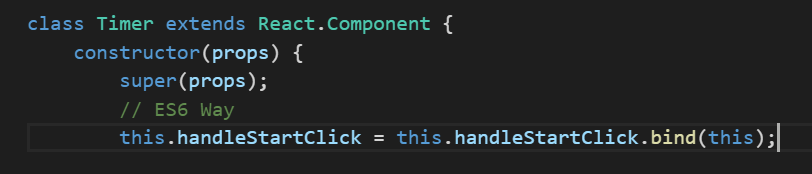 class Timer extends React.Component {
    constructor(props) {
        super(props);
        // ES6 Way
        this.handleStartClick = this.handleStartClick.bind(this);